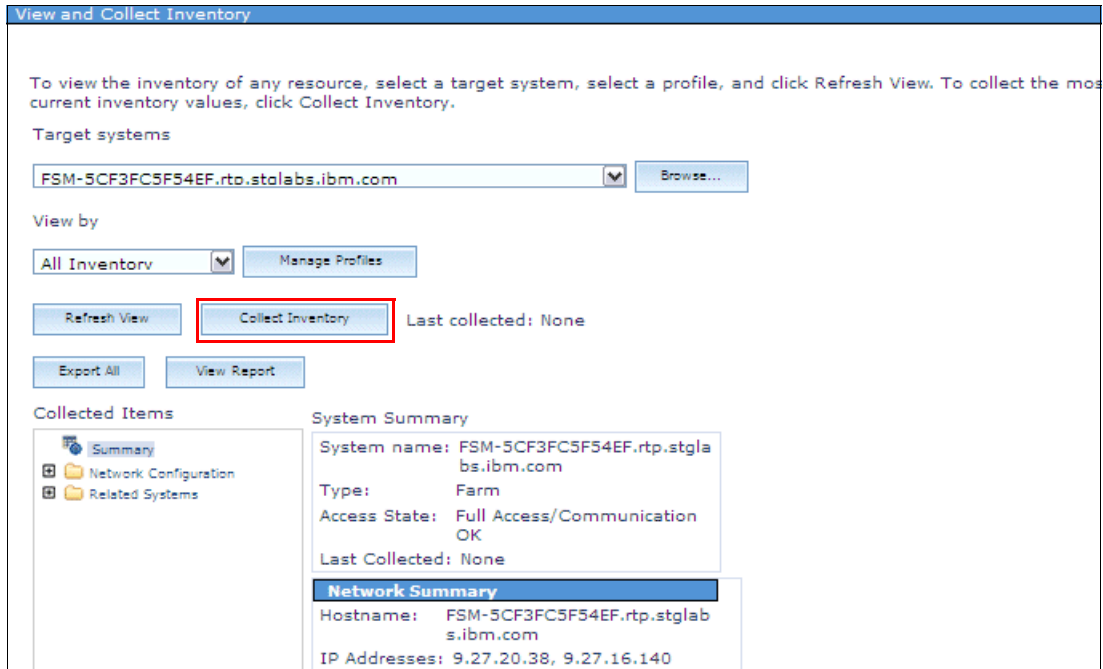 View and Collect Inventory
To view the inventory of any resource, select a target system, select a profile, and click Refresh View. To collect the mos
current inventory values, click Collect Inventory.
Target systems
FSM-5CF3FC5F54EF.rtp.stglabs.ibm.com
Browse...
View by
All Inventory
Manage Profiles
Refresh View
Collect Inventory
Last collected: None
Export All
View Report
Collected Items
Summary
Network Configuration
Related Systems
System Summary
System name: FSM-5CF3FC5F54EF.rtp.stgla
bs.ibm.com
Type: Farm
Access State: Full Access/Communication
OK
Last Collected: None
Network Summary
Hostname: FSM-5CF3FC5F54EF.rtp.stglab
s.ibm.com
IP Addresses: 9.27.20.38, 9.27.16.140